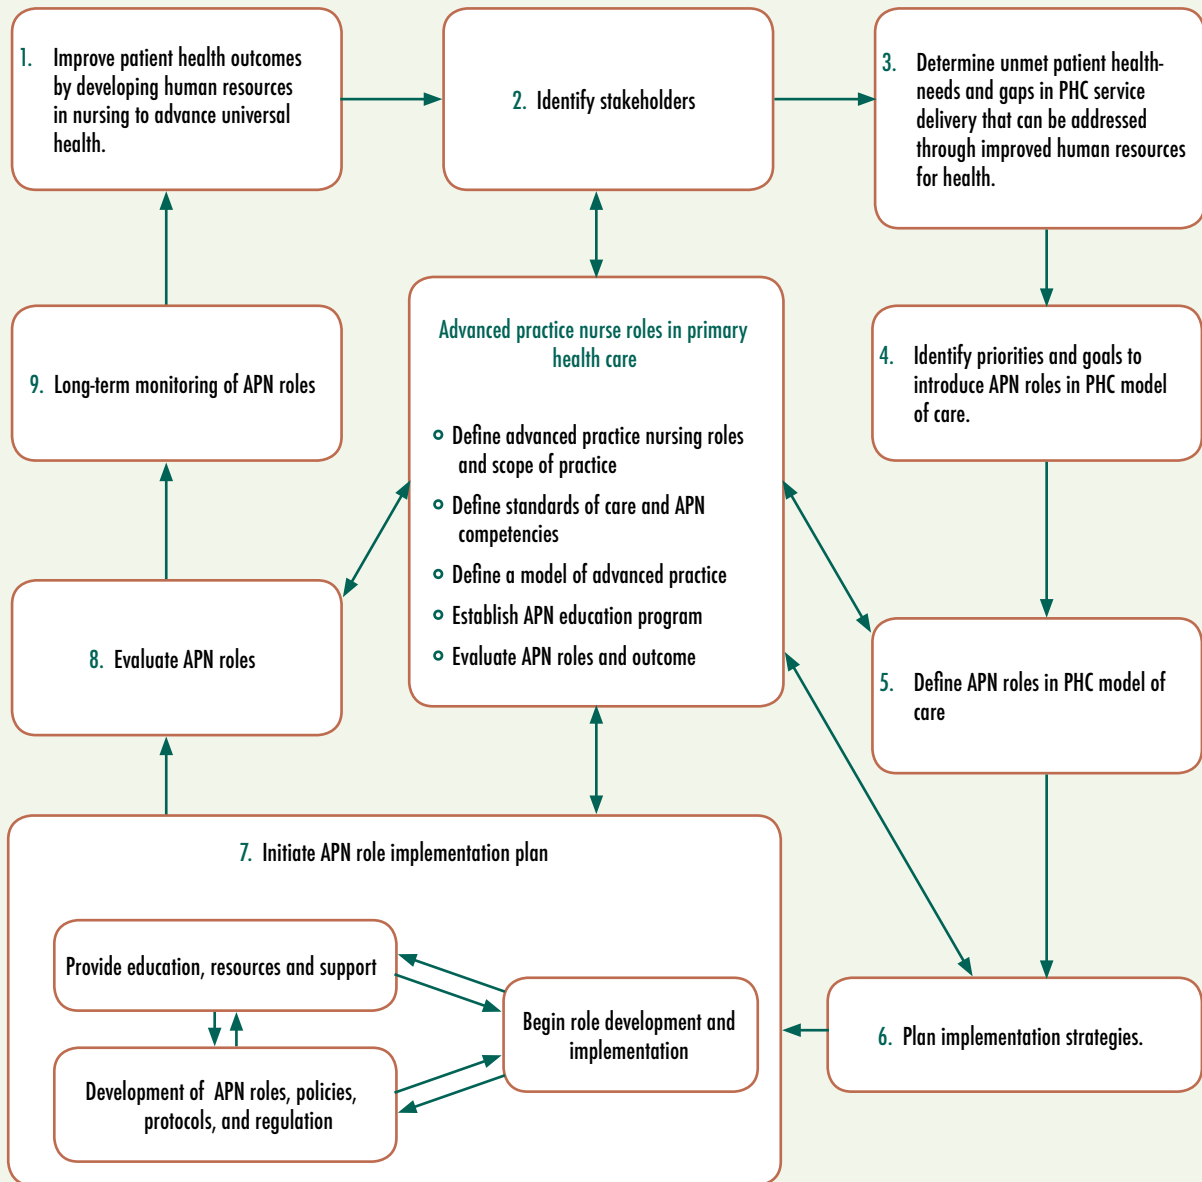 1. Improve patient health outcomes
by developing human resources
in nursing to advance universal
health.
2. Identify stakeholders
3. Determine unmet patient health-
needs and gaps in PHC service
delivery that can be addressed
through improved human resources
for health.
Advanced practice nurse roles in primary
health care
Define advanced practice nursing roles
and scope of practice
Define standards of care and APN
competencies
Define a model of advanced practice
Establish APN education program
Evaluate APN roles and outcome
4. Identify priorities and goals to
introduce APN roles in PHC model
of care.
9. Long-term monitoring of APN roles
8. Evaluate APN roles
5. Define APN roles in PHC model of
care
7. Initiate APN role implementation plan
Provide education, resources and support
Begin role development and
implementation
Development of APN roles, policies,
protocols, and regulation
6. Plan implementation strategies.